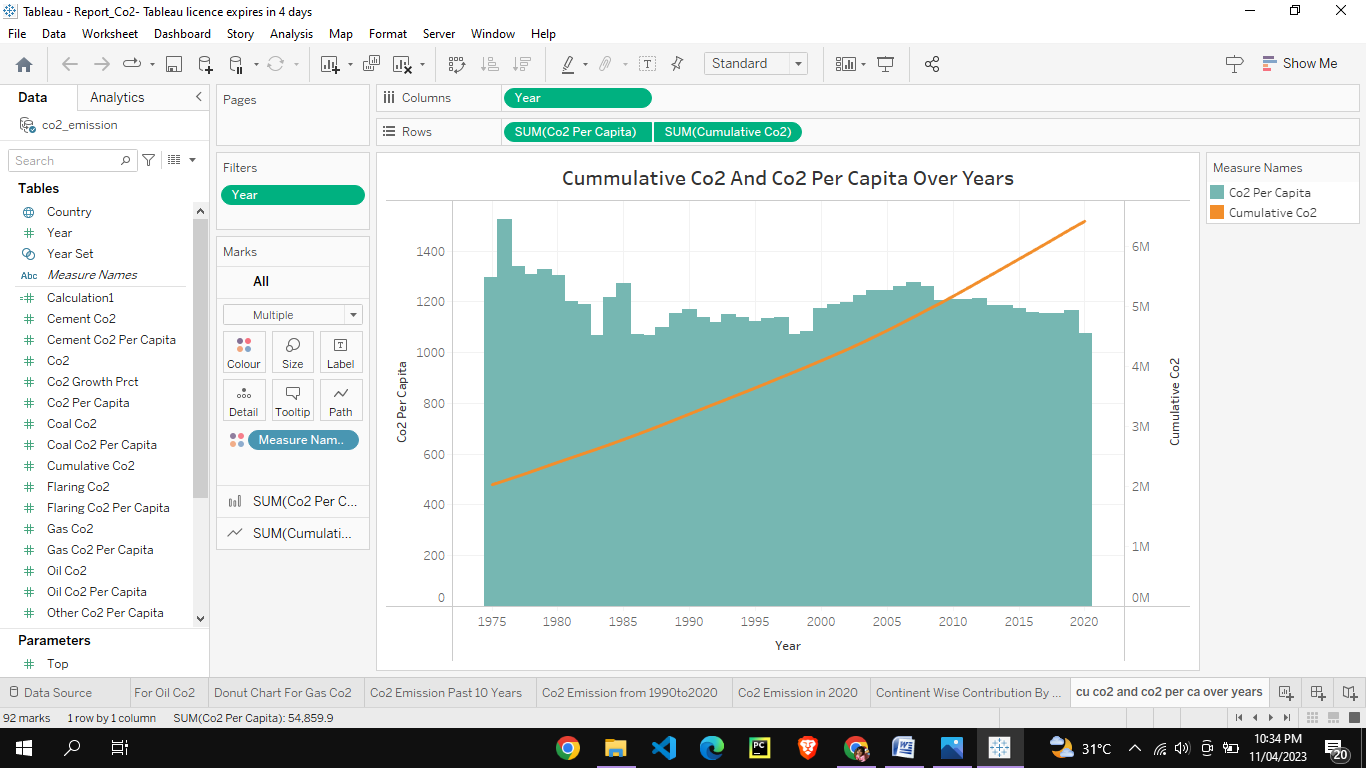 Tableau - Report_Co2- Tableau licence expires in 4 days
File Data Worksheet Dashboard Story Analysis Map Format Server Window Help
Standard
Show Me
Data Analytics
co2_emission
Search
Tables
Country
Year
Year Set
Abc Measure Names
Calculation1
Cement Co2
Cement Co2 Per Capita
Co2
Co2 Growth Prct
Co2 Per Capita
Coal Co2
Coal Co2 Per Capita
Cumulative Co2
Flaring Co2
Flaring Co2 Per Capita
Gas Co2
Gas Co2 Per Capita
Oil Co2
Oil Co2 Per Capita
Other Co2 Per Capita
Parameters
Top
Pages
Filters
Year
Marks
All
Multiple
Colour Size Label
Detail Tooltip Path
Measure Nam..
SUM(Co2 Per C...
SUM(Cumulati...
Columns Year
Rows SUM(Co2 Per Capita) SUM(Cumulative Co2)
Cummulative Co2 And Co2 Per Capita Over Years
Co2 Per Capita
1400
1200
1000
800
600
400
200
0
6M
5M
4M
3M
2M
1M
0M
Cumulative Co2
1975 1980 1985 1990 1995 2000 2005 2010 2015 2020
Year
Measure Names
Co2 Per Capita
Cumulative Co2
Data Source For Oil Co2 Donut Chart For Gas Co2 Co2 Emission Past 10 Years Co2 Emission from 1990to2020 Co2 Emission in 2020 Continent Wise Contribution By ... cu co2 and co2 per ca over years
92 marks 1 row by 1 column SUM(Co2 Per Capita): 54,859.9
PC
31°C
10:34 PM
11/04/2023
20